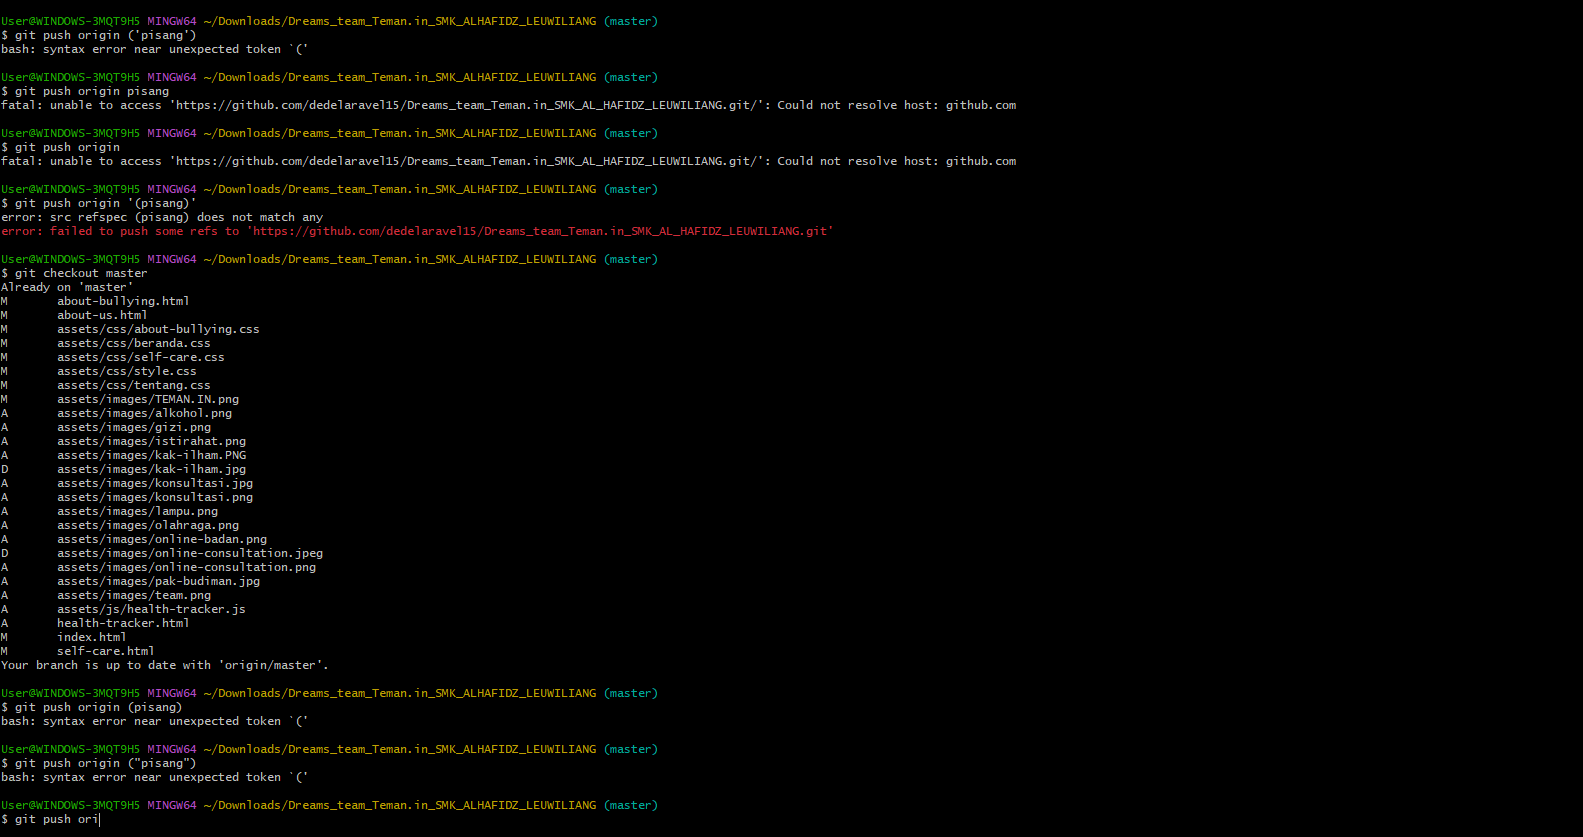 User@WINDOWS-3MQT9H5 MINGW64 ~/Downloads/Dreams_team_Teman.in_SMK_ALHAFIDZ_LEUWILIANG (master)
$ git push origin ('pisang')
bash: syntax error near unexpected token `('
User@WINDOWS-3MQT9H5 MINGW64 ~/Downloads/Dreams_team_Teman.in_SMK_ALHAFIDZ_LEUWILIANG (master)
$ git push origin pisang
fatal: unable to access 'https://github.com/dedelaravel15/Dreams_team_Teman.in_SMK_AL_HAFIDZ_LEUWILIANG.git/': Could not resolve host: github.com
User@WINDOWS-3MQT9H5 MINGW64 ~/Downloads/Dreams_team_Teman.in_SMK_ALHAFIDZ_LEUWILIANG (master)
$ git push origin
fatal: unable to access 'https://github.com/dedelaravel15/Dreams_team_Teman.in_SMK_AL_HAFIDZ_LEUWILIANG.git/': Could not resolve host: github.com
User@WINDOWS-3MQT9H5 MINGW64 ~/Downloads/Dreams_team_Teman.in_SMK_ALHAFIDZ_LEUWILIANG (master)
$ git push origin '(pisang)'
error: src refspec (pisang) does not match any
error: failed to push some refs to 'https://github.com/dedelaravel15/Dreams_team_Teman.in_SMK_AL_HAFIDZ_LEUWILIANG.git'
User@WINDOWS-3MQT9H5 MINGW64 ~/Downloads/Dreams_team_Teman.in_SMK_ALHAFIDZ_LEUWILIANG (master)
$ git checkout master
Already on 'master'
M       about-bullying.html
M       about-us.html
M       assets/css/about-bullying.css
M       assets/css/beranda.css
M       assets/css/self-care.css
M       assets/css/style.css
M       assets/css/tentang.css
M       assets/images/TEMAN.IN.png
A       assets/images/alkohol.png
A       assets/images/gizi.png
A       assets/images/istirahat.png
A       assets/images/kak-ilham.PNG
D       assets/images/kak-ilham.jpg
A       assets/images/konsultasi.jpg
A       assets/images/konsultasi.png
A       assets/images/lampu.png
A       assets/images/olahraga.png
A       assets/images/online-badan.png
D       assets/images/online-consultation.jpeg
A       assets/images/online-consultation.png
A       assets/images/pak-budiman.jpg
A       assets/images/team.png
A       assets/js/health-tracker.js
A       health-tracker.html
M       index.html
M       self-care.html
Your branch is up to date with 'origin/master'.
User@WINDOWS-3MQT9H5 MINGW64 ~/Downloads/Dreams_team_Teman.in_SMK_ALHAFIDZ_LEUWILIANG (master)
$ git push origin (pisang)
bash: syntax error near unexpected token `('
User@WINDOWS-3MQT9H5 MINGW64 ~/Downloads/Dreams_team_Teman.in_SMK_ALHAFIDZ_LEUWILIANG (master)
$ git push origin ("pisang")
bash: syntax error near unexpected token `('
User@WINDOWS-3MQT9H5 MINGW64 ~/Downloads/Dreams_team_Teman.in_SMK_ALHAFIDZ_LEUWILIANG (master)
$ git push ori